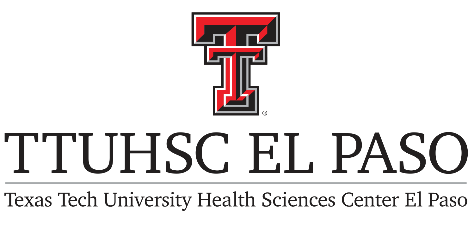 TTUHSC EL PASO
Texas Tech University Health Sciences Center El Paso